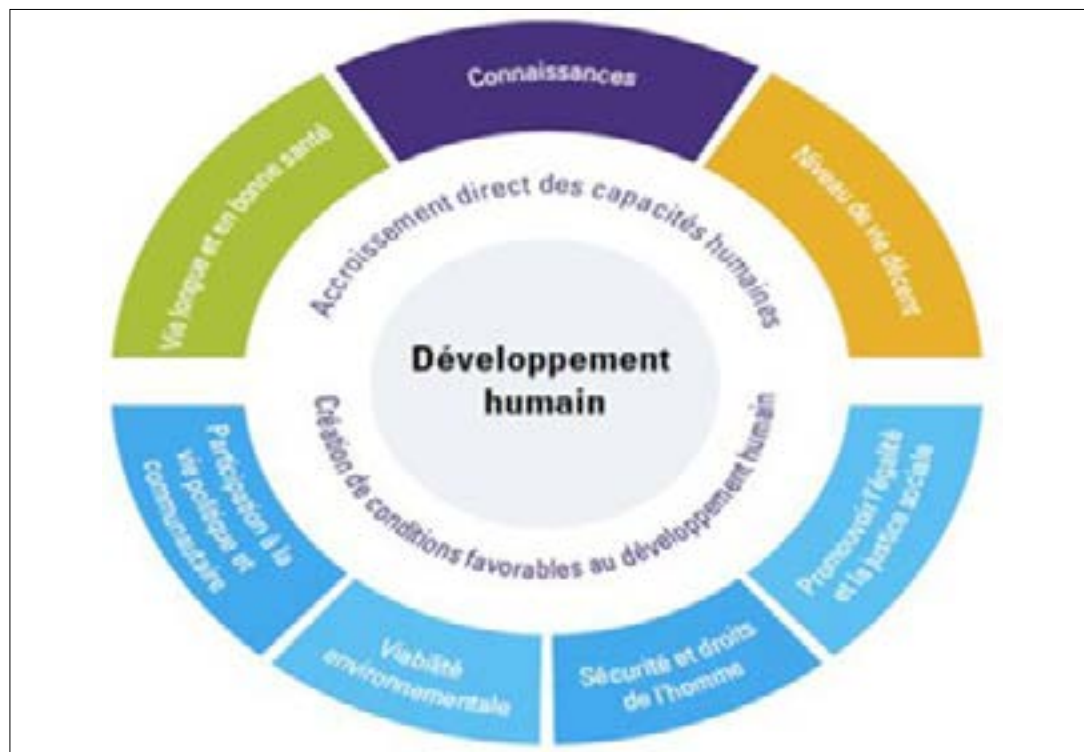 Connaissances
Vie longue et en bonne santé
Niveau de vie décent
Accroissement direct des capacités humaines
Développement
humain
Création de conditions favorables au développement humain
Participation à la
vie politique et
communautaire
Viabilité
environnementale
Sécurité et droits
de l'homme
Pronouvoir l'égalité
et la justice sociale